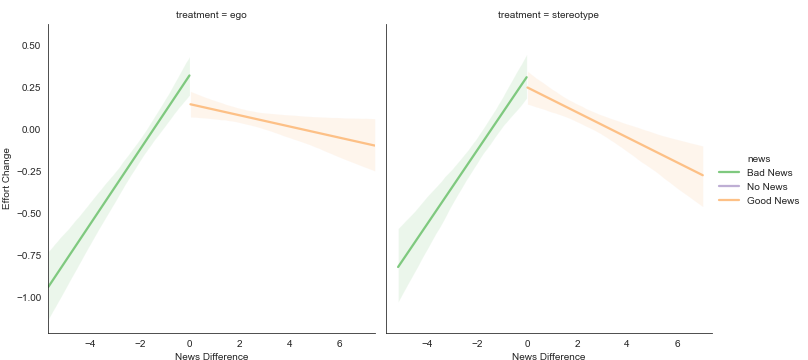 treatment = ego
treatment = stereotype
0.50
0.25
0.00
−0.25
−0.50
−0.75
−1.00
Effort Change
−4 −2 0 2 4 6
News Difference
−4 −2 0 2 4 6
News Difference
news
Bad News
No News
Good News